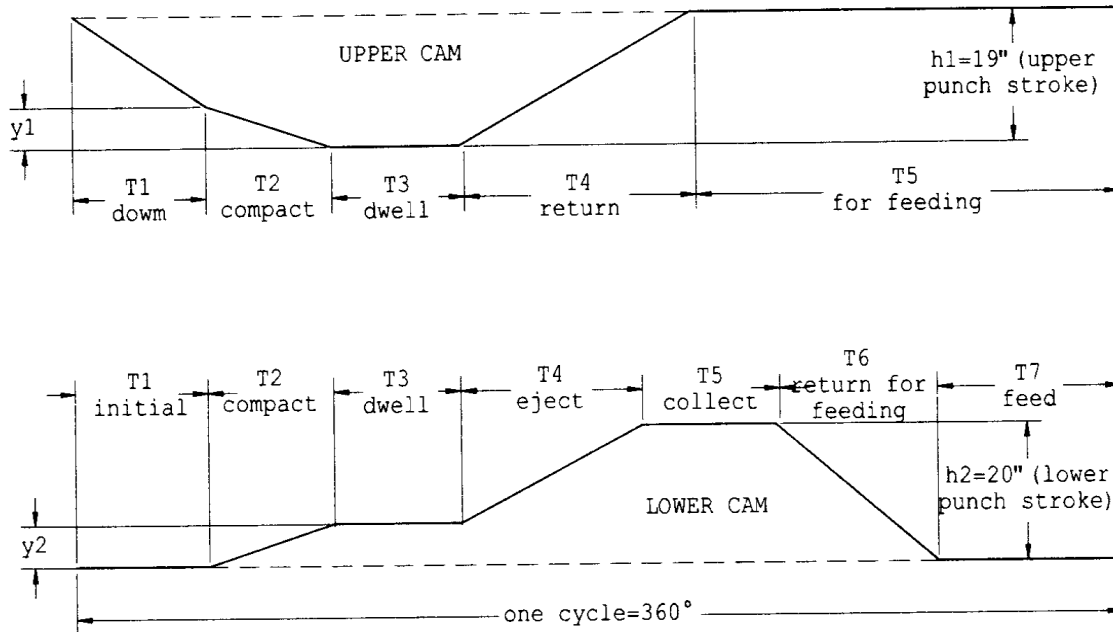 UPPER CAM
h1=19" (upper
punch stroke)
y1
T1
dowm
T2
compact
T3
dwell
T4
return
T5
for feeding
T1
initial
T2
compact
T3
dwell
T4
eject
T5
collect
T6
return for
feeding
T7
feed
h2=20" (lower
punch stroke)
LOWER CAM
y2
one cycle=360°